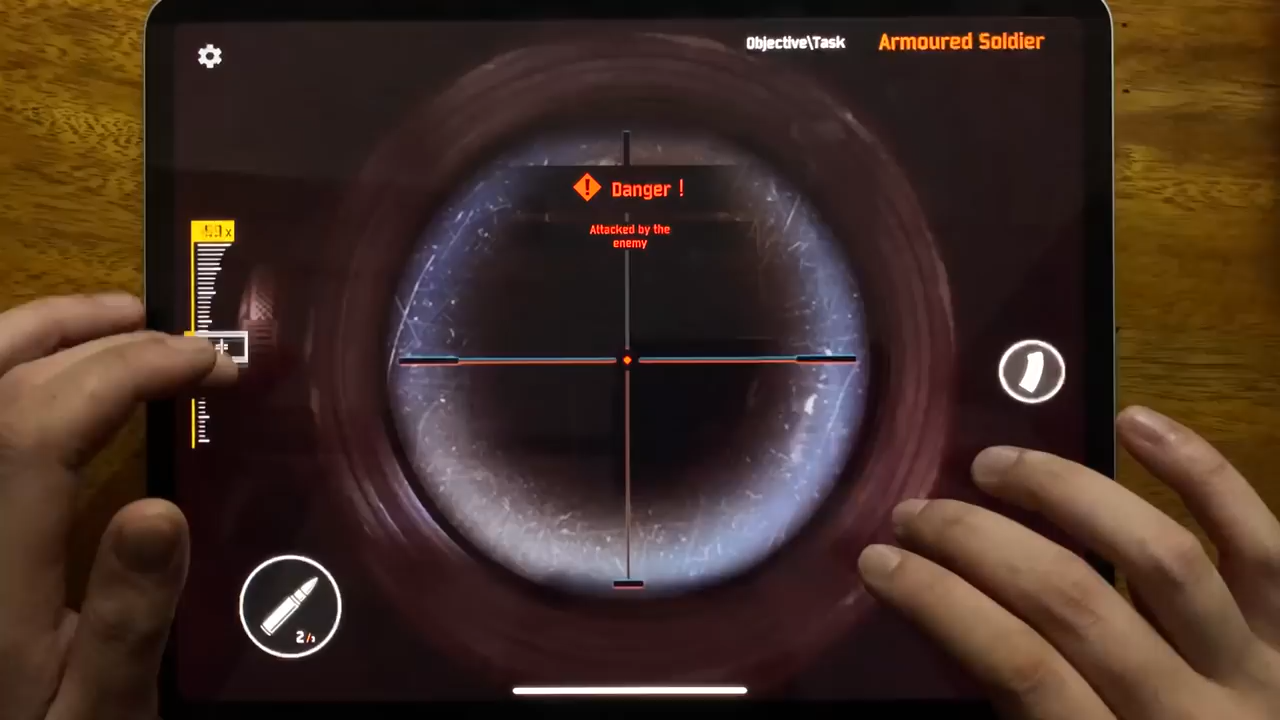 Objective\Task
Armoured Soldier
Danger !
Attacked by the
enemy